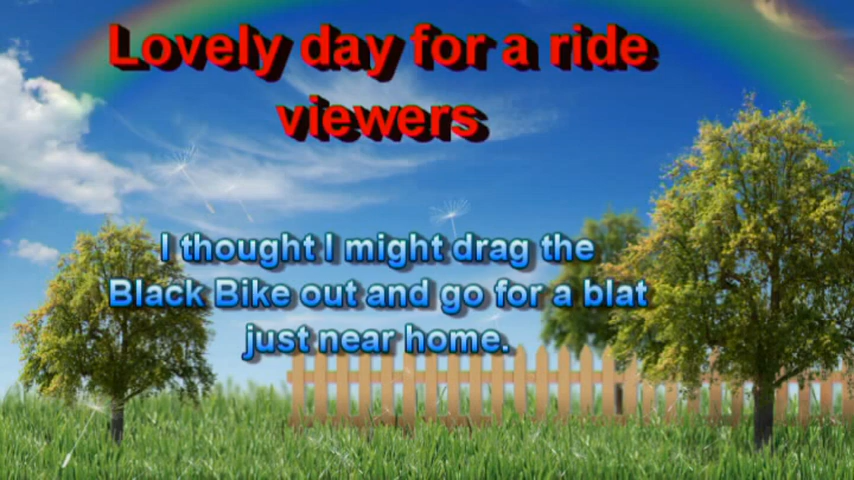 Lovely day for a ride
viewers
I thought I might drag the
Black Bike out and go for a blat
just near home.